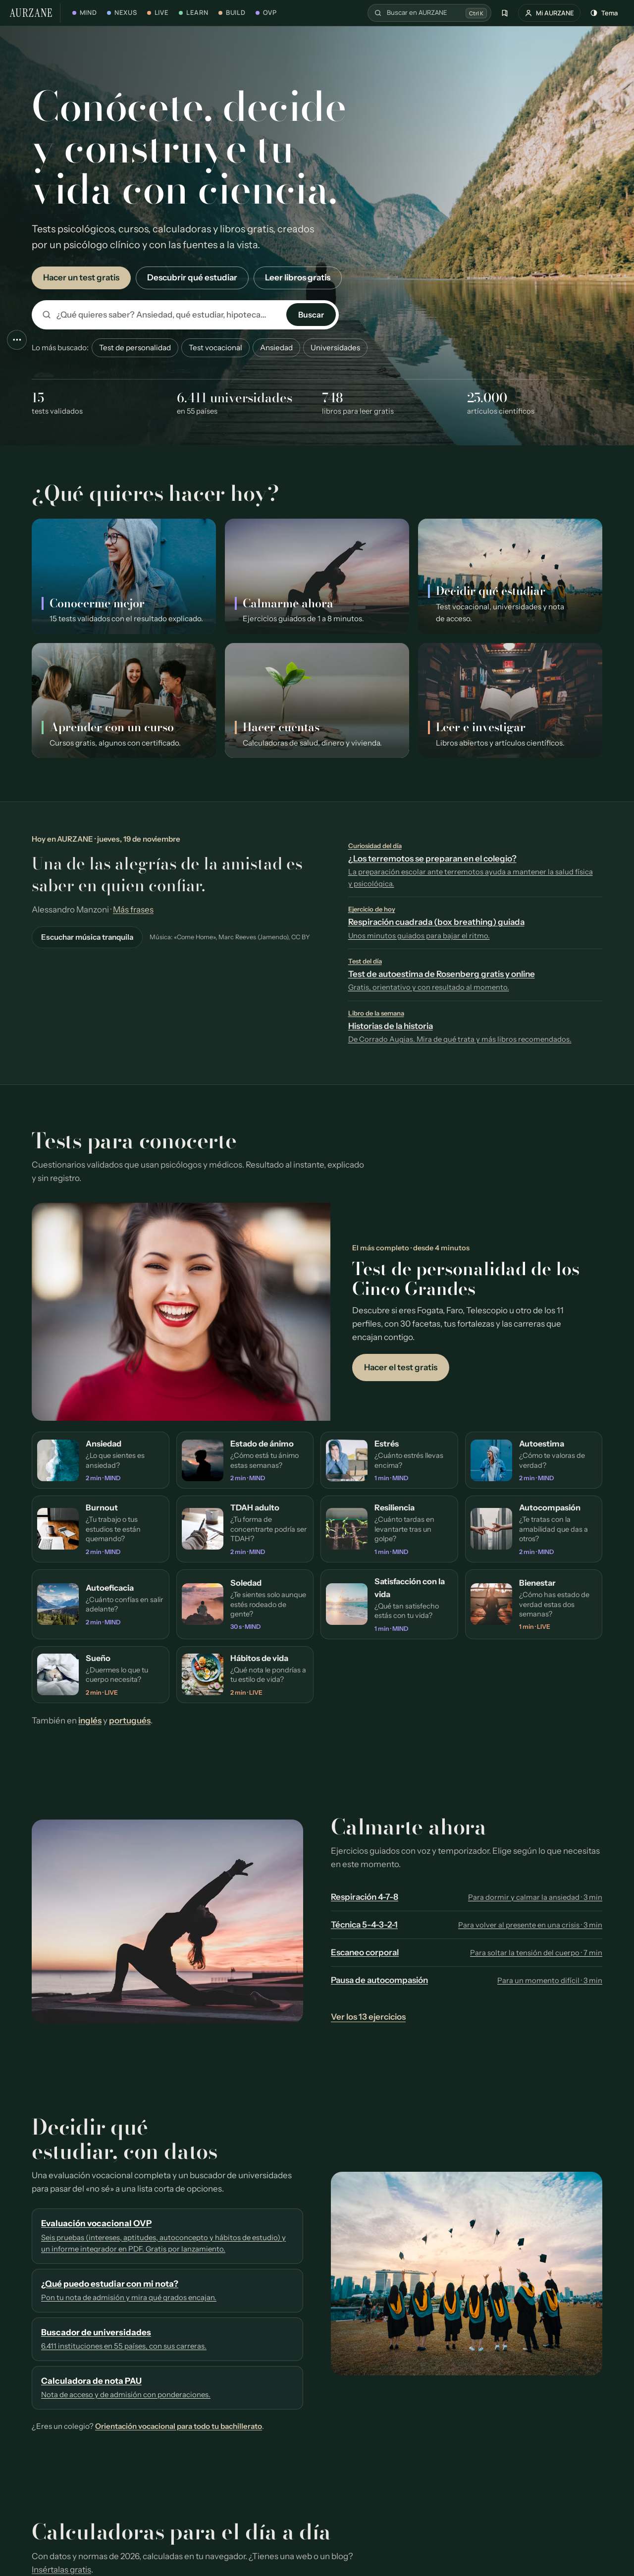 AURZANE
MIND
NEXUS
LIVE
LEARN
BUILD
OVP
Buscar en AURZANE
Ctrl K
Mi AURZANE
Tema
Conócete, decide
y construye tu
vida con ciencia.
Tests psicológicos, cursos, calculadoras y libros gratis, creados
por un psicólogo clínico y con las fuentes a la vista.
Hacer un test gratis
Descubrir qué estudiar
Leer libros gratis
¿Qué quieres saber? Ansiedad, qué estudiar, hipoteca...
Buscar
Lo más buscado:
Test de personalidad
Test vocacional
Ansiedad
Universidades
15
tests validados
6.411 universidades
en 55 países
748
libros para leer gratis
25.000
artículos científicos
¿Qué quieres hacer hoy?
Conocerme mejor
15 tests validados con el resultado explicado.
Calmarme ahora
Ejercicios guiados de 1 a 8 minutos.
Decidir qué estudiar
Test vocacional, universidades y nota
de acceso.
Aprender con un curso
Cursos gratis, algunos con certificado.
Hacer cuentas
Calculadoras de salud, dinero y vivienda.
Leer e investigar
Libros abiertos y artículos científicos.
Hoy en AURZANE · jueves, 19 de noviembre
Una de las alegrías de la amistad es
saber en quien confiar.
Alessandro Manzoni · Más frases
Escuchar música tranquila
Música: «Come Home», Marc Reeves (Jamendo), CC BY
Curiosidad del día
¿Los terremotos se preparan en el colegio?
La preparación escolar ante terremotos ayuda a mantener la salud física
y psicológica.
Ejercicio de hoy
Respiración cuadrada (box breathing) guiada
Unos minutos guiados para bajar el ritmo.
Test del día
Test de autoestima de Rosenberg gratis y online
Gratis, orientativo y con resultado al momento.
Libro de la semana
Historias de la historia
De Corrado Augias. Mira de qué trata y más libros recomendados.
Tests para conocerte
Cuestionarios validados que usan psicólogos y médicos. Resultado al instante, explicado
y sin registro.
El más completo · desde 4 minutos
Test de personalidad de los
Cinco Grandes
Descubre si eres Fogata, Faro, Telescopio u otro de los 11
perfiles, con 30 facetas, tus fortalezas y las carreras que
encajan contigo.
Hacer el test gratis
Ansiedad
¿Lo que sientes es
ansiedad?
2 min · MIND
Estado de ánimo
¿Cómo está tu ánimo
estas semanas?
2 min · MIND
Estrés
¿Cuánto estrés llevas
encima?
1 min · MIND
Autoestima
¿Cómo te valoras de
verdad?
2 min · MIND
Burnout
¿Tu trabajo o tus
estudios te están
quemando?
2 min · MIND
TDAH adulto
¿Tu forma de
concentrarte podría ser
TDAH?
2 min · MIND
Resiliencia
¿Cuánto tardas en
levantarte tras un
golpe?
1 min · MIND
Autocompasión
¿Te tratas con la
amabilidad que das a
otros?
2 min · MIND
Autoeficacia
¿Cuánto confías en salir
adelante?
2 min · MIND
Soledad
¿Te sientes solo aunque
estés rodeado de
gente?
30 s · MIND
Satisfacción con la
vida
¿Qué tan satisfecho
estás con tu vida?
1 min · MIND
Bienestar
¿Cómo has estado de
verdad estas dos
semanas?
1 min · LIVE
Sueño
¿Duermes lo que tu
cuerpo necesita?
2 min · LIVE
Hábitos de vida
¿Qué nota le pondrías a
tu estilo de vida?
2 min · LIVE
También en inglés y portugués.
Calmarte ahora
Ejercicios guiados con voz y temporizador. Elige según lo que necesitas
en este momento.
Respiración 4-7-8
Para dormir y calmar la ansiedad · 3 min
Técnica 5-4-3-2-1
Para volver al presente en una crisis · 3 min
Escaneo corporal
Para soltar la tensión del cuerpo · 7 min
Pausa de autocompasión
Para un momento difícil · 3 min
Ver los 13 ejercicios
Decidir qué
estudiar, con datos
Una evaluación vocacional completa y un buscador de universidades
para pasar del «no sé» a una lista corta de opciones.
Evaluación vocacional OVP
Seis pruebas (intereses, aptitudes, autoconcepto y hábitos de estudio) y
un informe integrador en PDF. Gratis por lanzamiento.
¿Qué puedo estudiar con mi nota?
Pon tu nota de admisión y mira qué grados encajan.
Buscador de universidades
6.411 instituciones en 55 países, con sus carreras.
Calculadora de nota PAU
Nota de acceso y de admisión con ponderaciones.
¿Eres un colegio? Orientación vocacional para todo tu bachillerato.
Calculadoras para el día a día
Con datos y normas de 2026, calculadas en tu navegador. ¿Tienes una web o un blog?
Insértalas gratis.